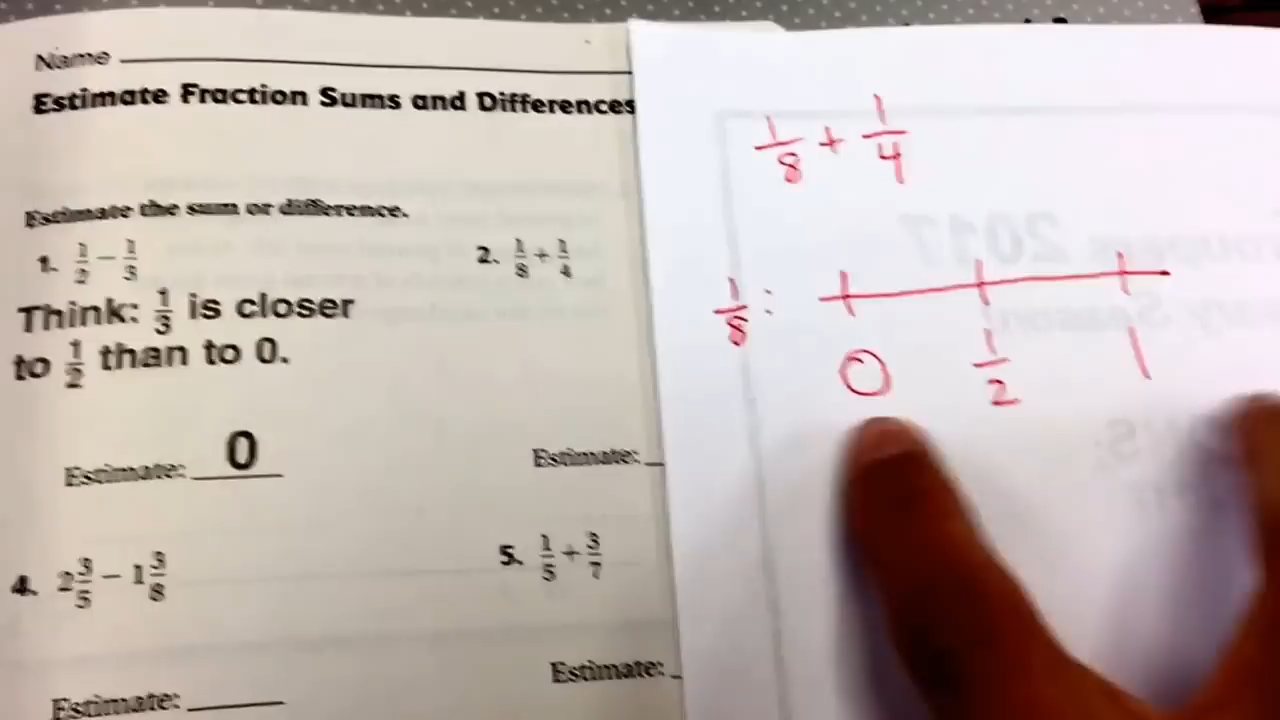 Name
Estimate Fraction Sums and Differences
Estimate the sum or difference.
1. 1/2 − 1/3
2. 1/8 + 1/4
Think: 1/3 is closer
to 1/2 than to 0.
Estimate: 0
Estimate:
4. 2 3/5 − 1 3/8
5. 1/5 + 3/7
Estimate:
Estimate:
1/8 + 1/4
1/8:
0 1/2 1
2017